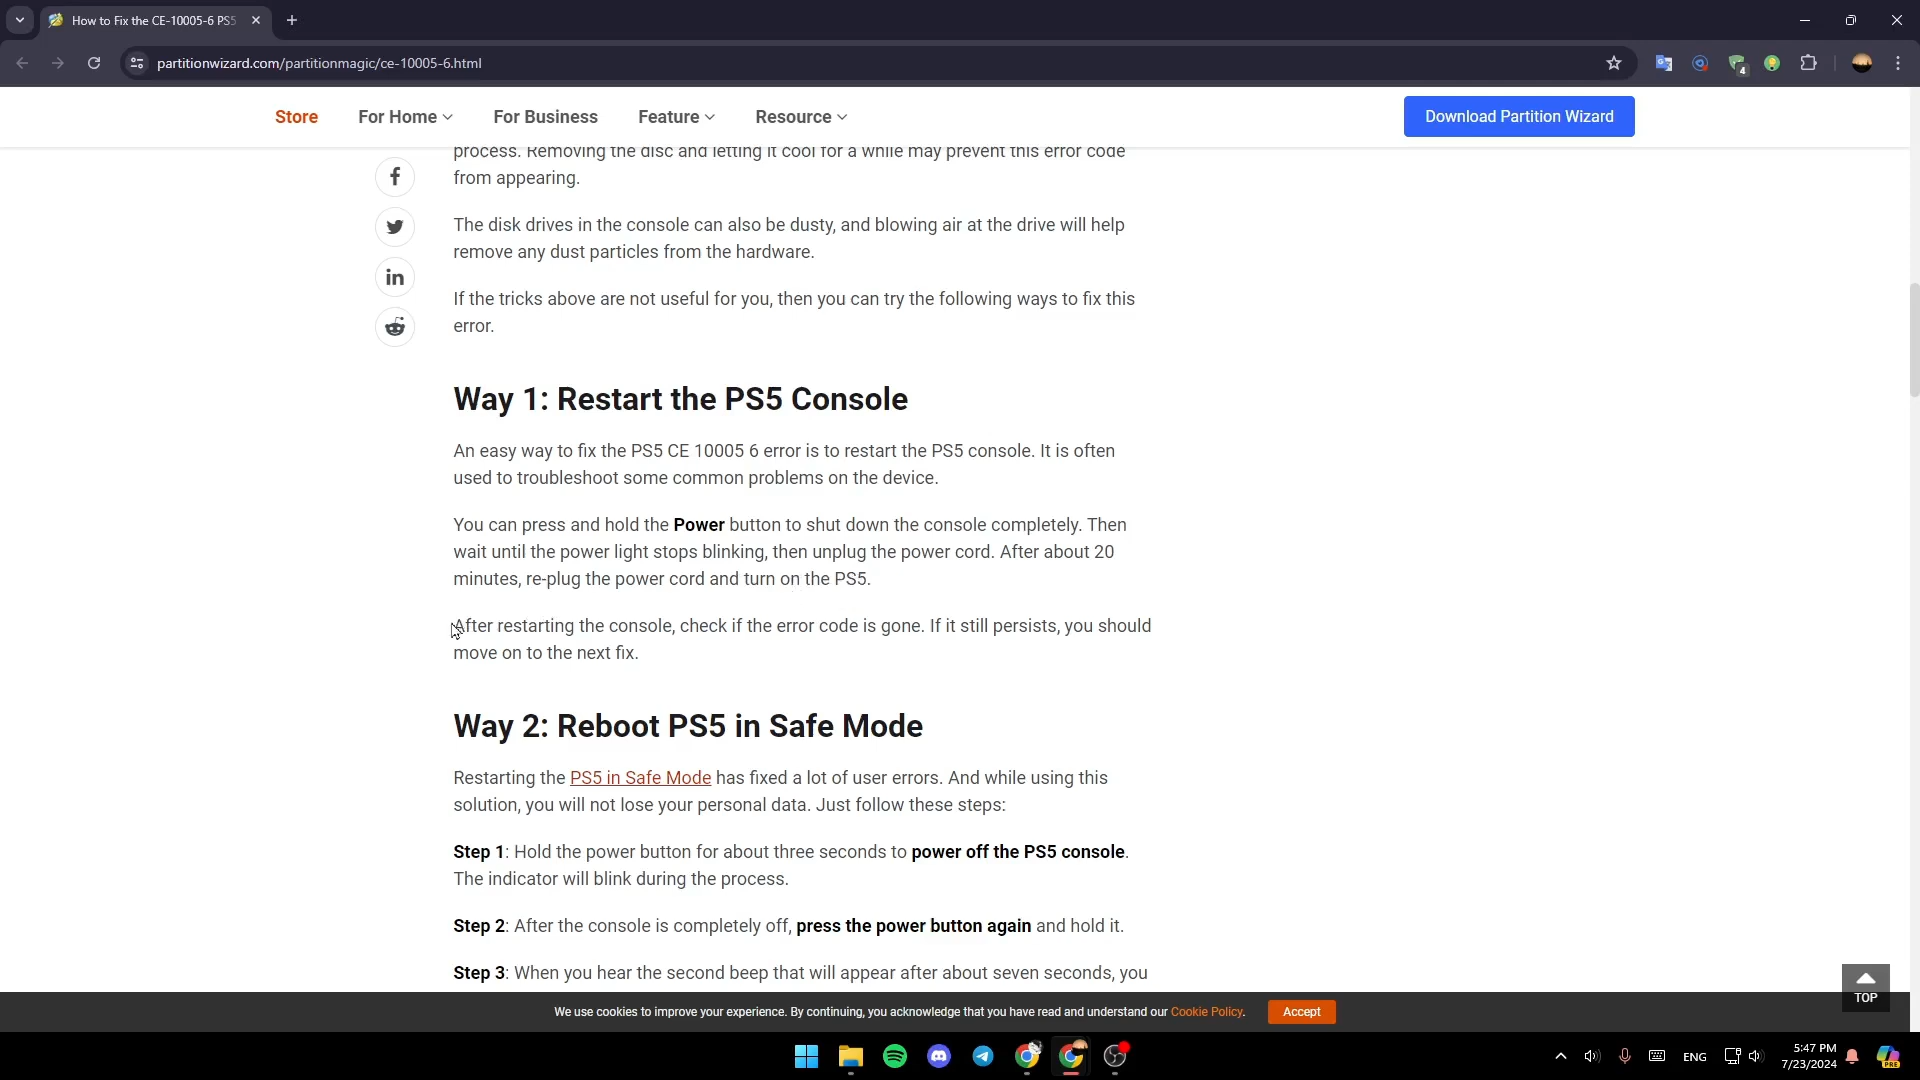 How to Fix the CE-10005-6 PS5
partitionwizard.com/partitionmagic/ce-10005-6.html
4
Store For Home For Business Feature Resource Download Partition Wizard
process. Removing the disc and letting it cool for a while may prevent this error code
from appearing.
The disk drives in the console can also be dusty, and blowing air at the drive will help
remove any dust particles from the hardware.
If the tricks above are not useful for you, then you can try the following ways to fix this
error.
Way 1: Restart the PS5 Console
An easy way to fix the PS5 CE 10005 6 error is to restart the PS5 console. It is often
used to troubleshoot some common problems on the device.
You can press and hold the Power button to shut down the console completely. Then
wait until the power light stops blinking, then unplug the power cord. After about 20
minutes, re-plug the power cord and turn on the PS5.
After restarting the console, check if the error code is gone. If it still persists, you should
move on to the next fix.
Way 2: Reboot PS5 in Safe Mode
Restarting the PS5 in Safe Mode has fixed a lot of user errors. And while using this
solution, you will not lose your personal data. Just follow these steps:
Step 1: Hold the power button for about three seconds to power off the PS5 console.
The indicator will blink during the process.
Step 2: After the console is completely off, press the power button again and hold it.
Step 3: When you hear the second beep that will appear after about seven seconds, you
TOP
We use cookies to improve your experience. By continuing, you acknowledge that you have read and understand our Cookie Policy. Accept
ENG
5:47 PM
7/23/2024
PRE